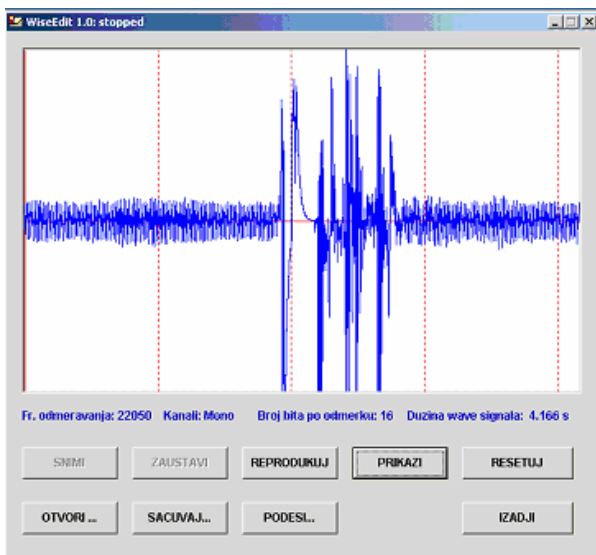 WiseEdit 1.0: stopped
Fr. odmeravanja: 22050 Kanali: Mono Broj bita po odmerku: 16 Duzina wave signala: 4.166 s
SNIMI ZAUSTAVI REPRODUKUJ PRIKAZI RESETUJ
OTVORI ... SACUVAJ... PODESI... IZADJI